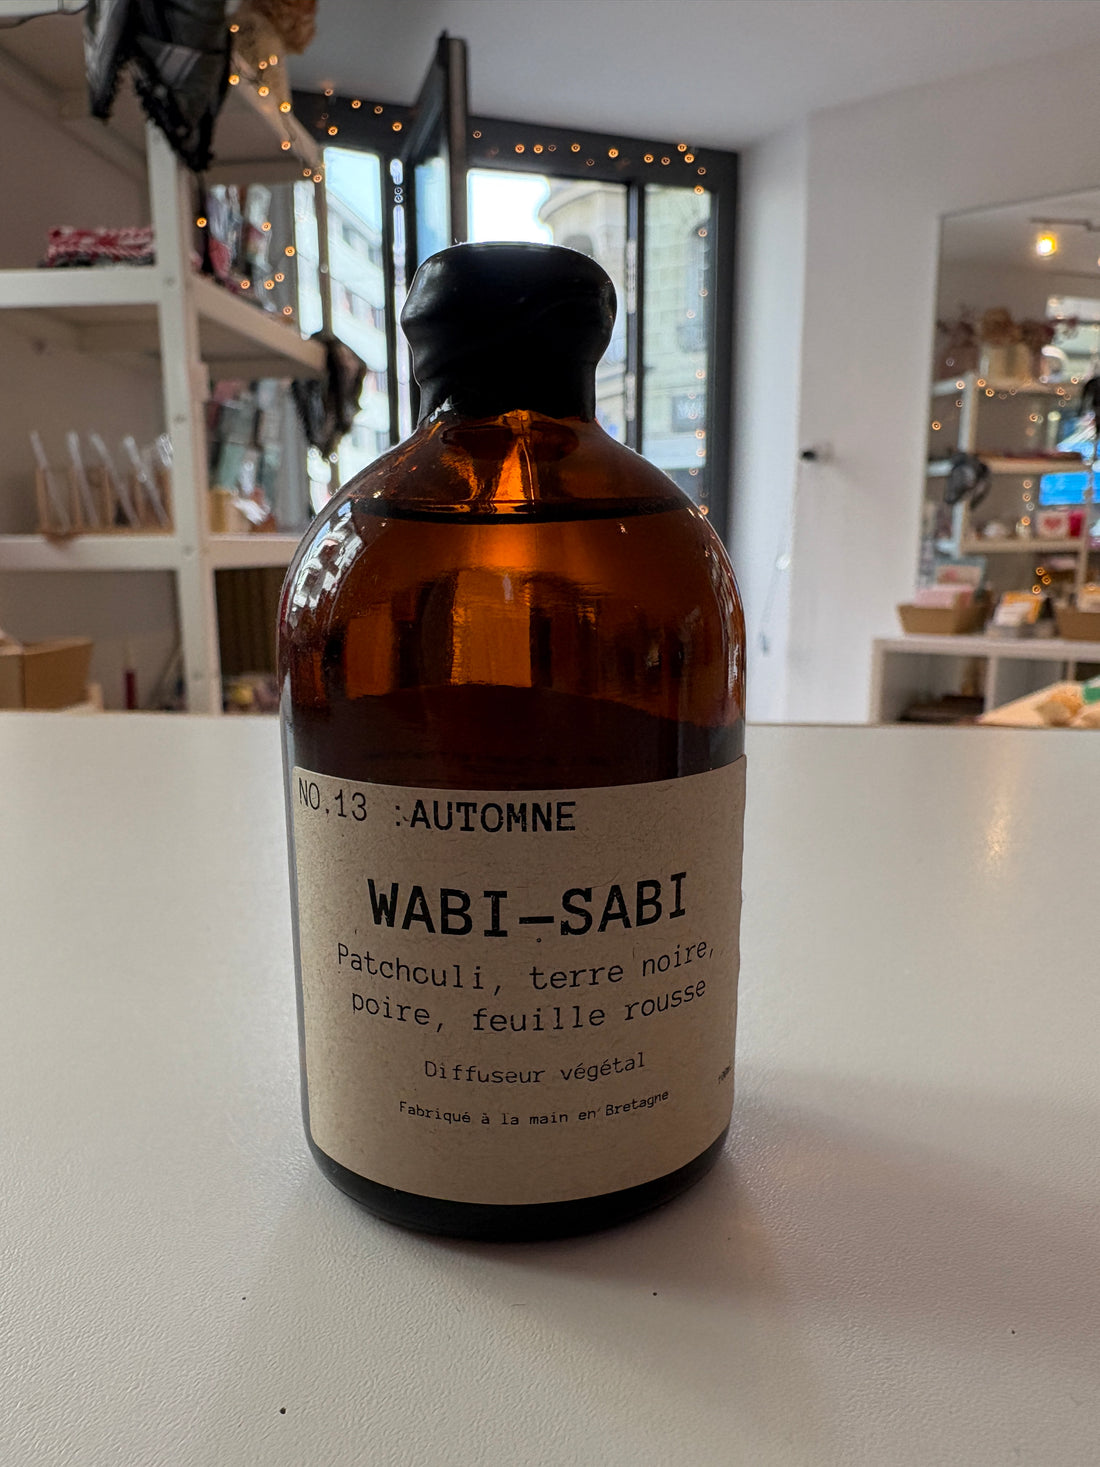 NO.13 :AUTOMNE
WABI—SABI
Patchouli, terre noire,
poire, feuille rousse
Diffuseur végétal
Fabriqué à la main en Bretagne